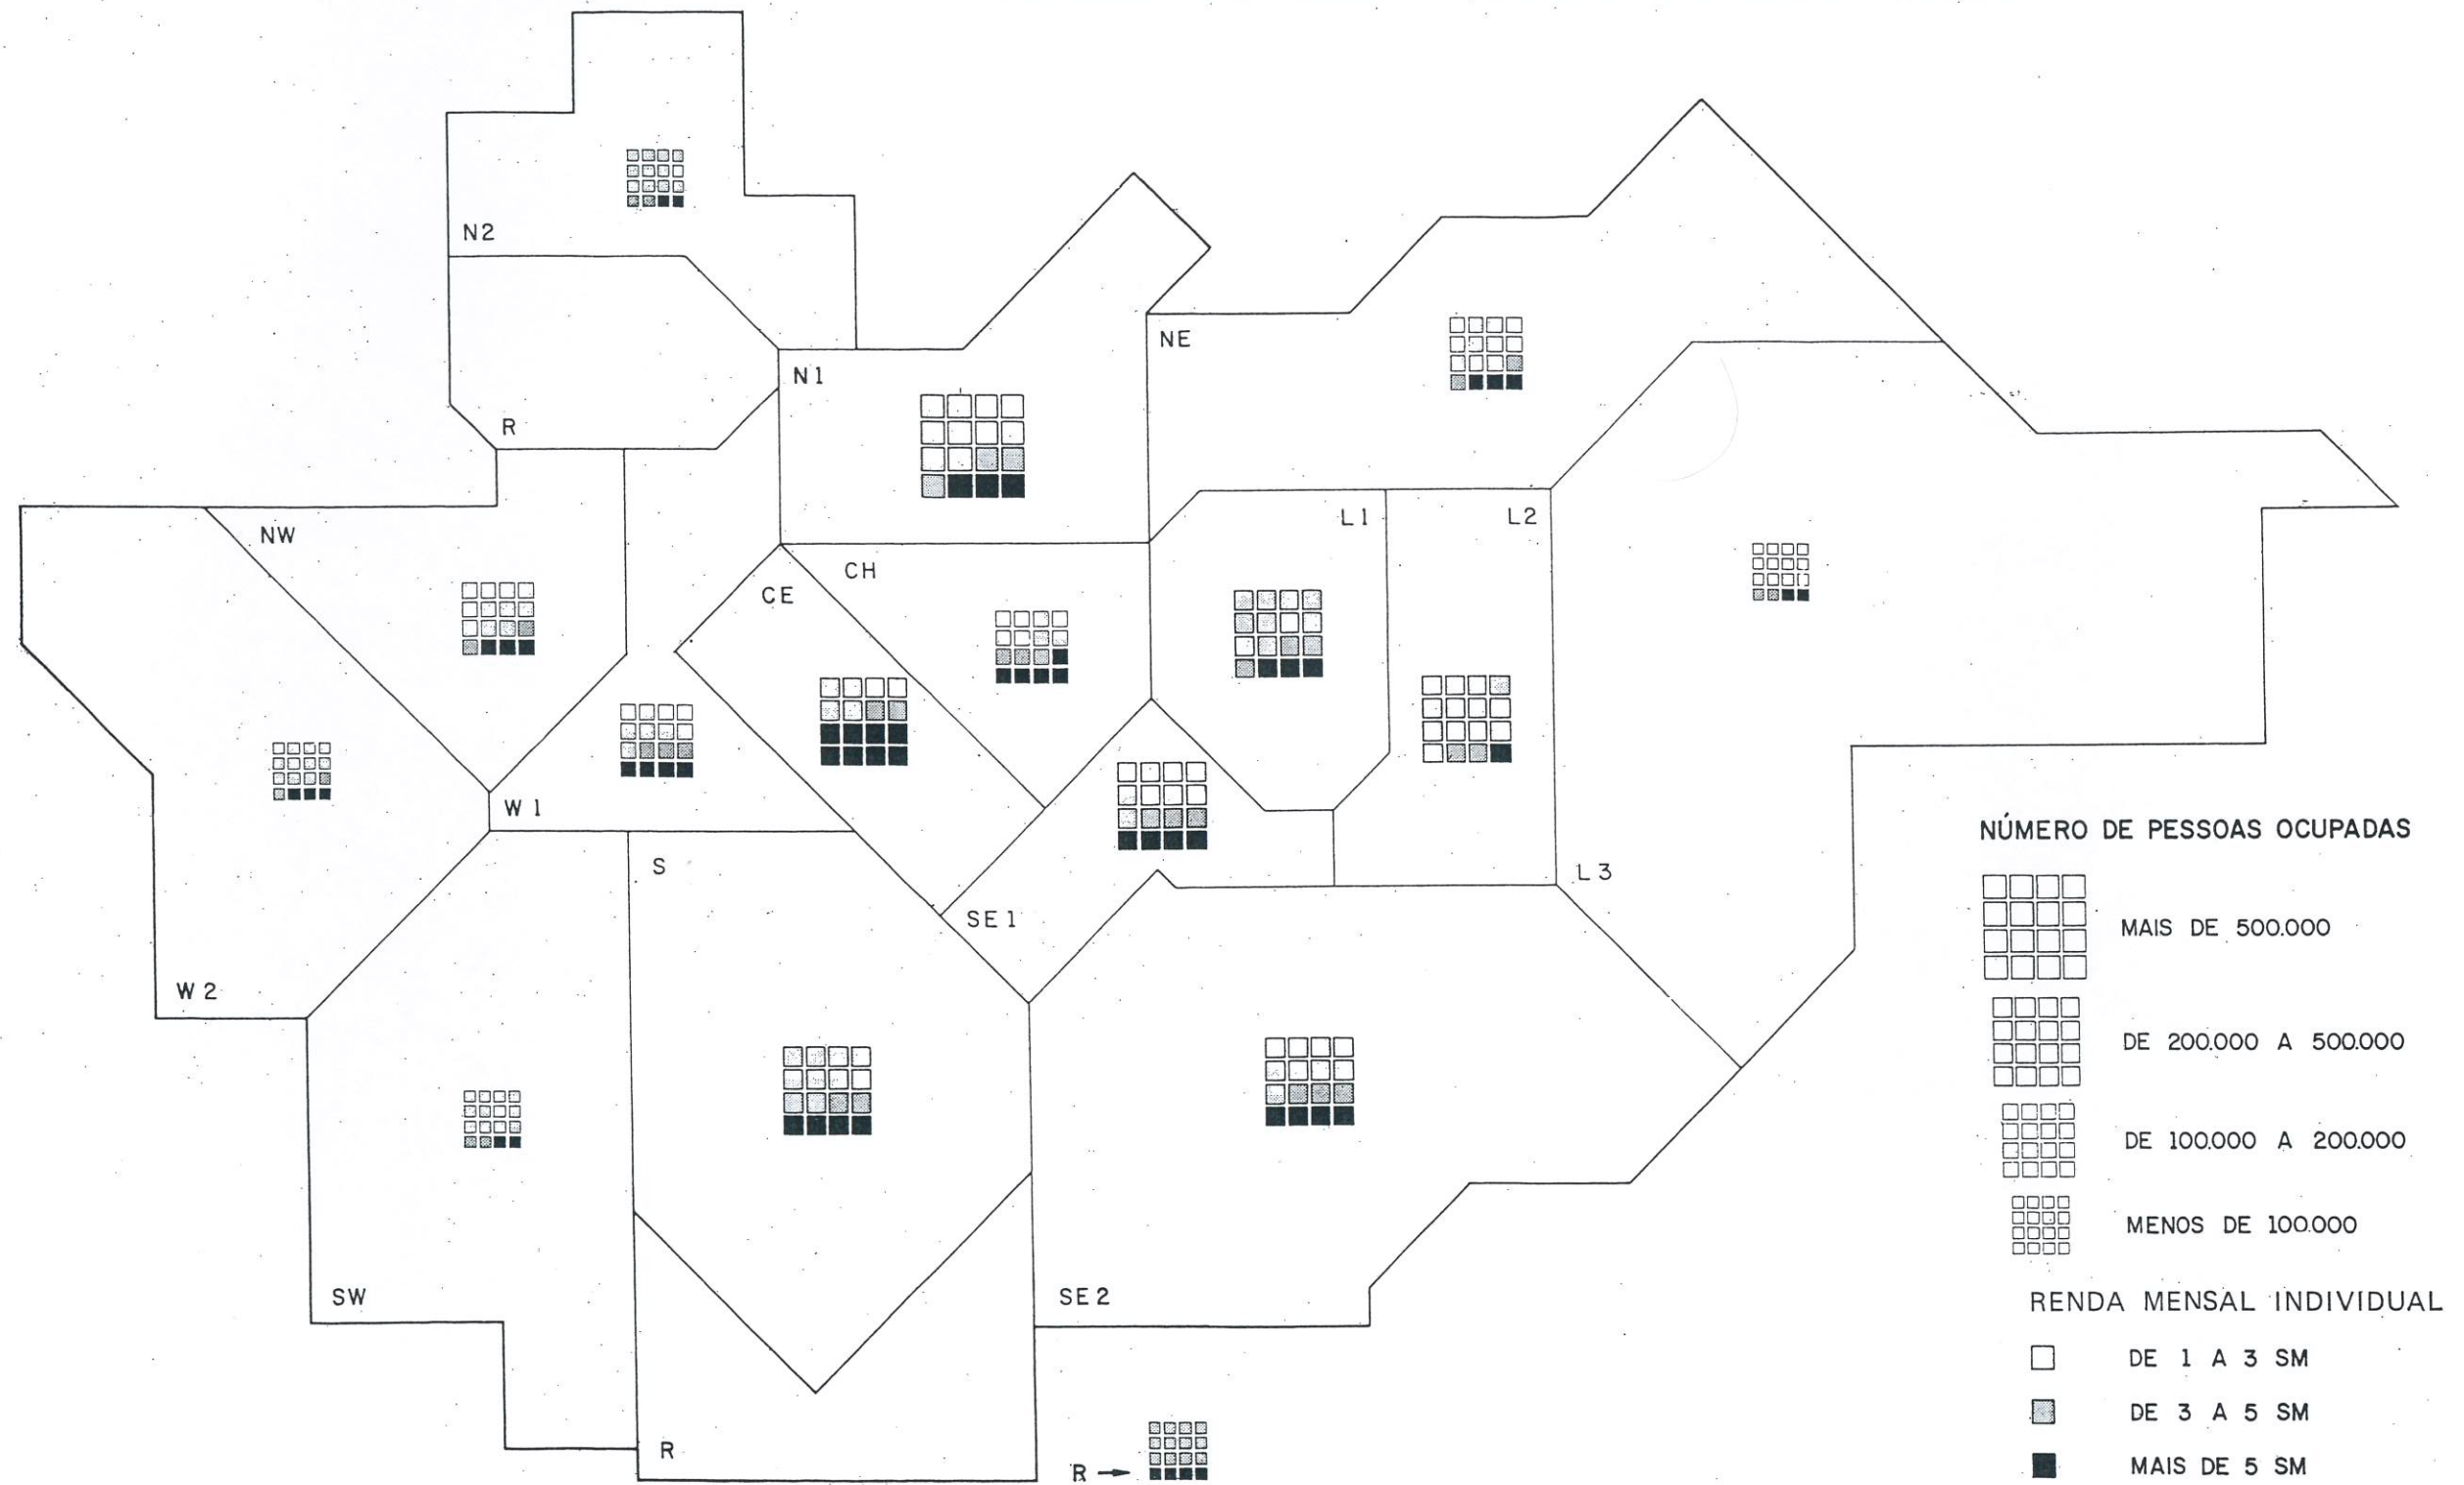 N2
R
N1
NE
NW
CE
CH
L1
L2
W1
S
SE1
L3
W2
SW
SE2
R
R →
NÚMERO DE PESSOAS OCUPADAS
MAIS DE 500.000
DE 200.000 A 500.000
DE 100.000 A 200.000
MENOS DE 100.000
RENDA MENSAL INDIVIDUAL
DE 1 A 3 SM
DE 3 A 5 SM
MAIS DE 5 SM